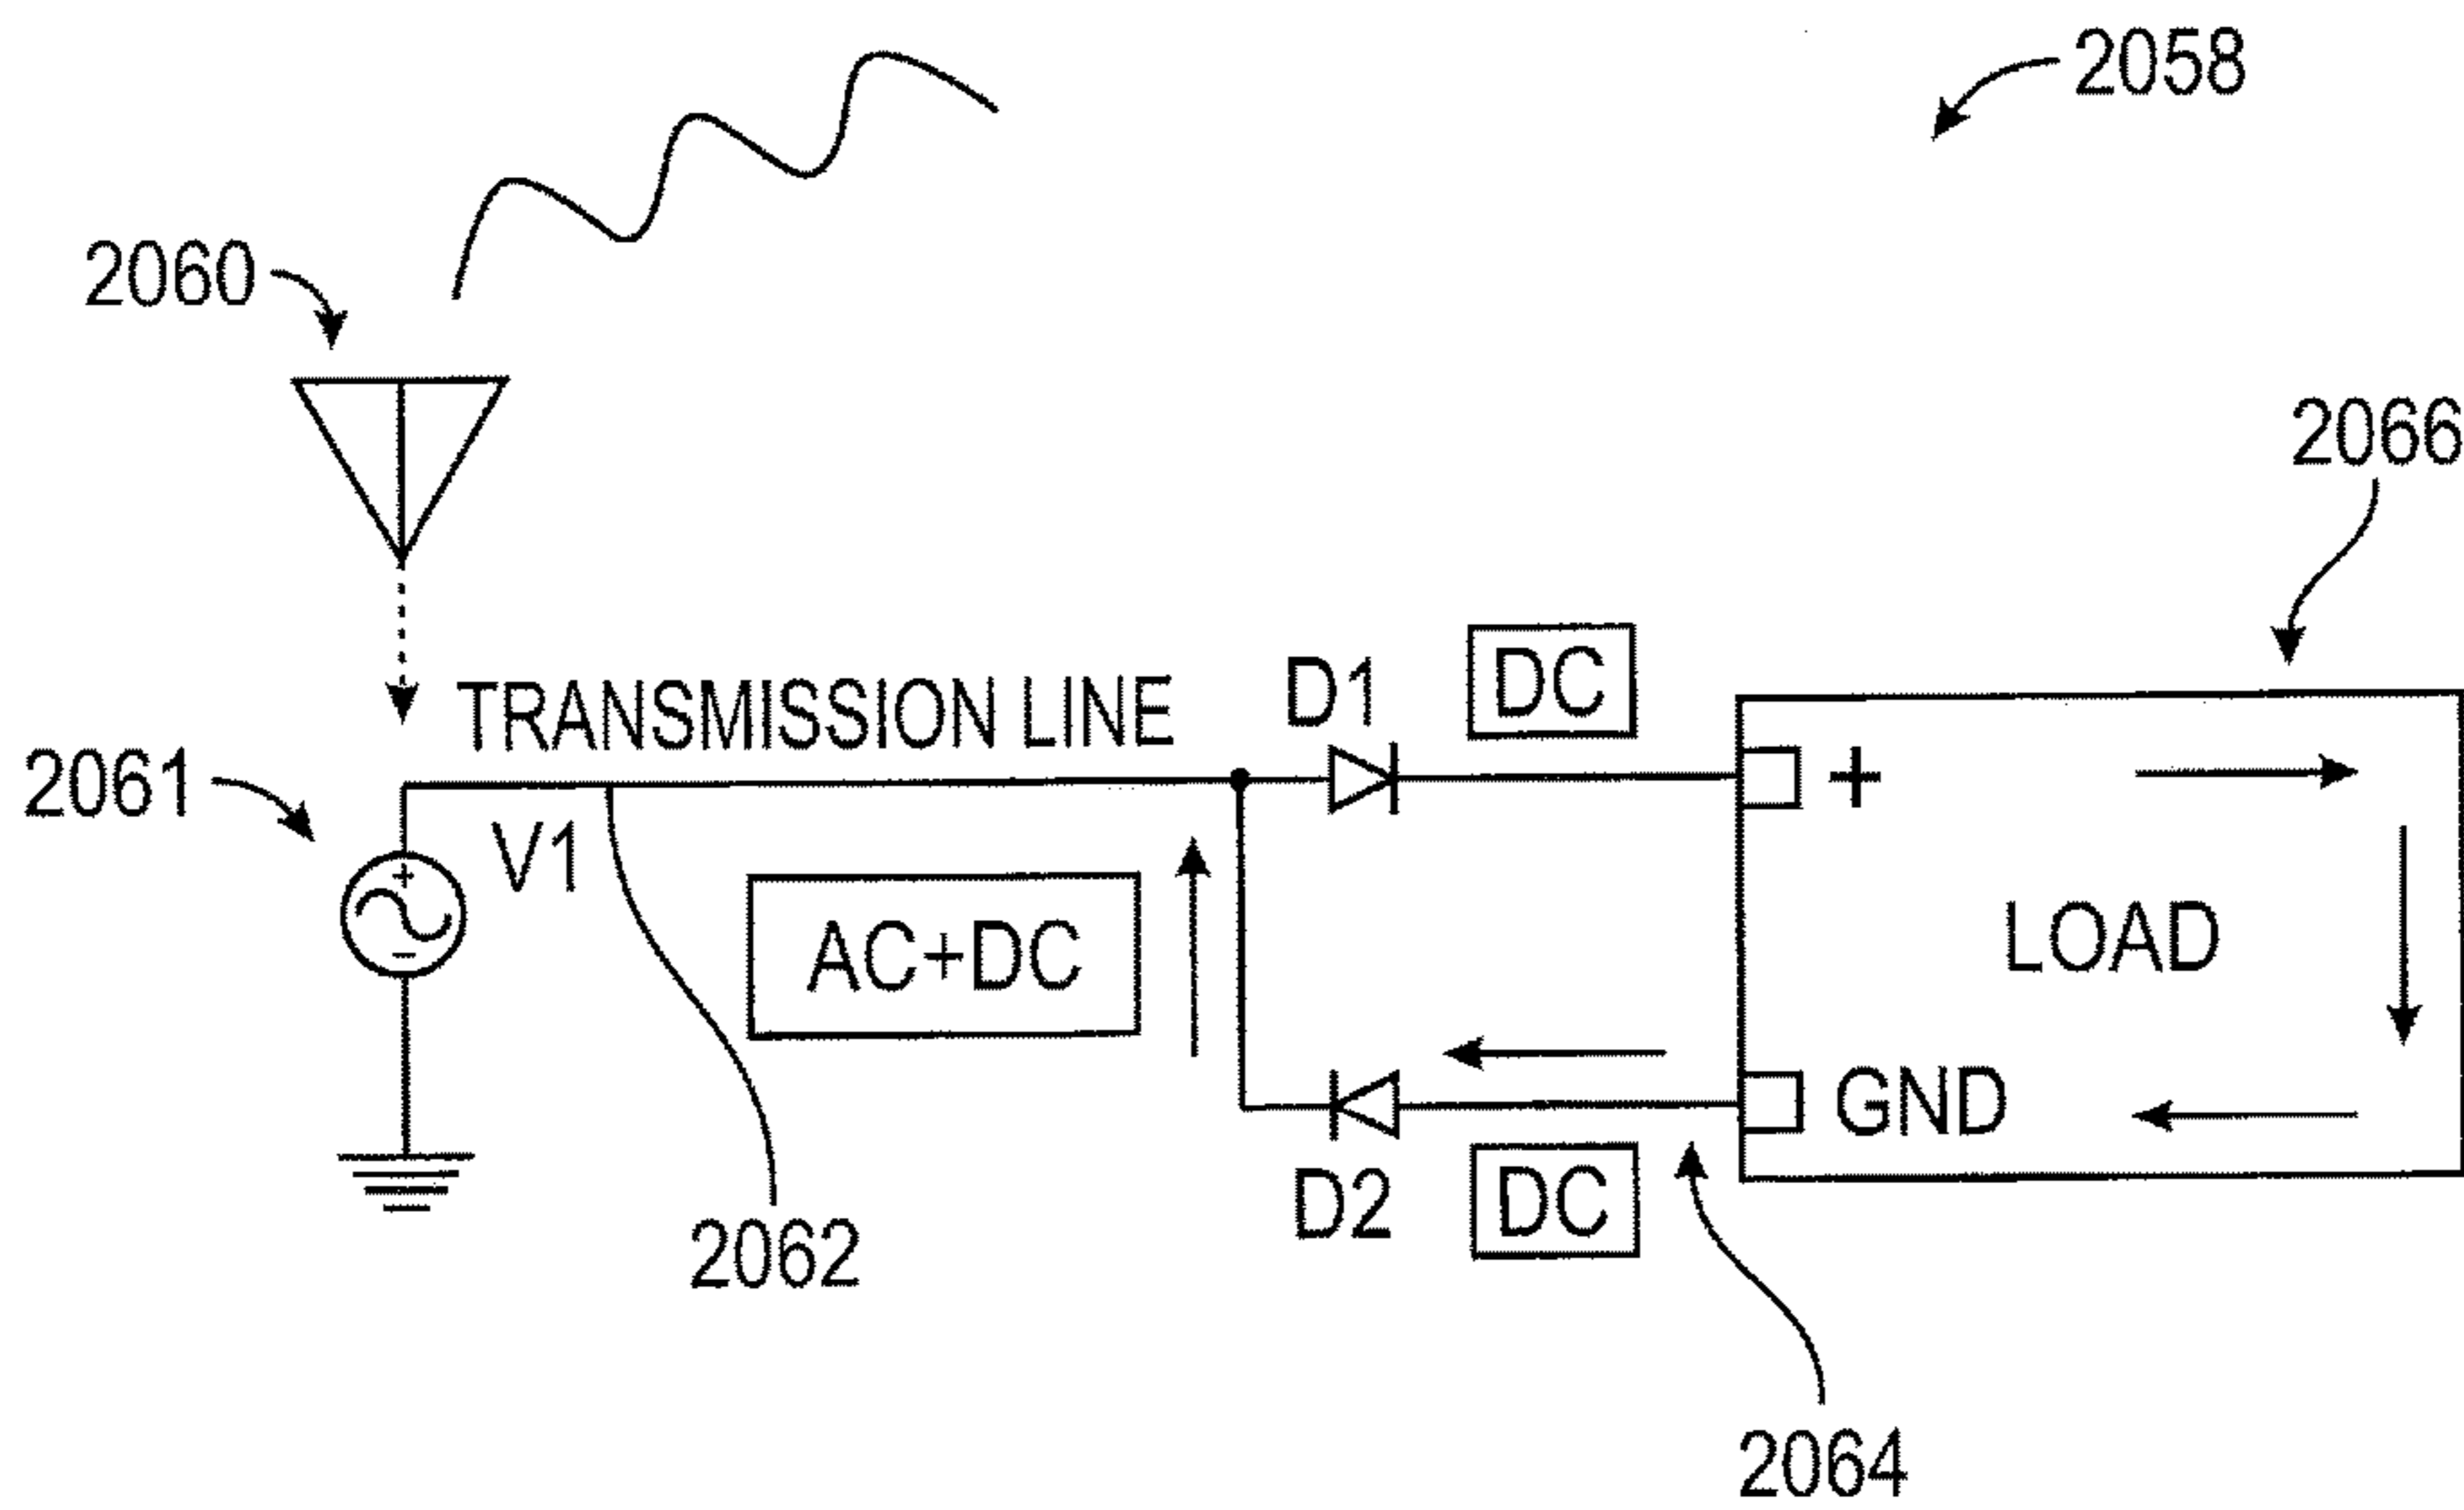 2058
2060
2066
TRANSMISSION LINE
D1
DC
2061
V1
+
+
-
AC+DC
LOAD
GND
D2
DC
2062
2064